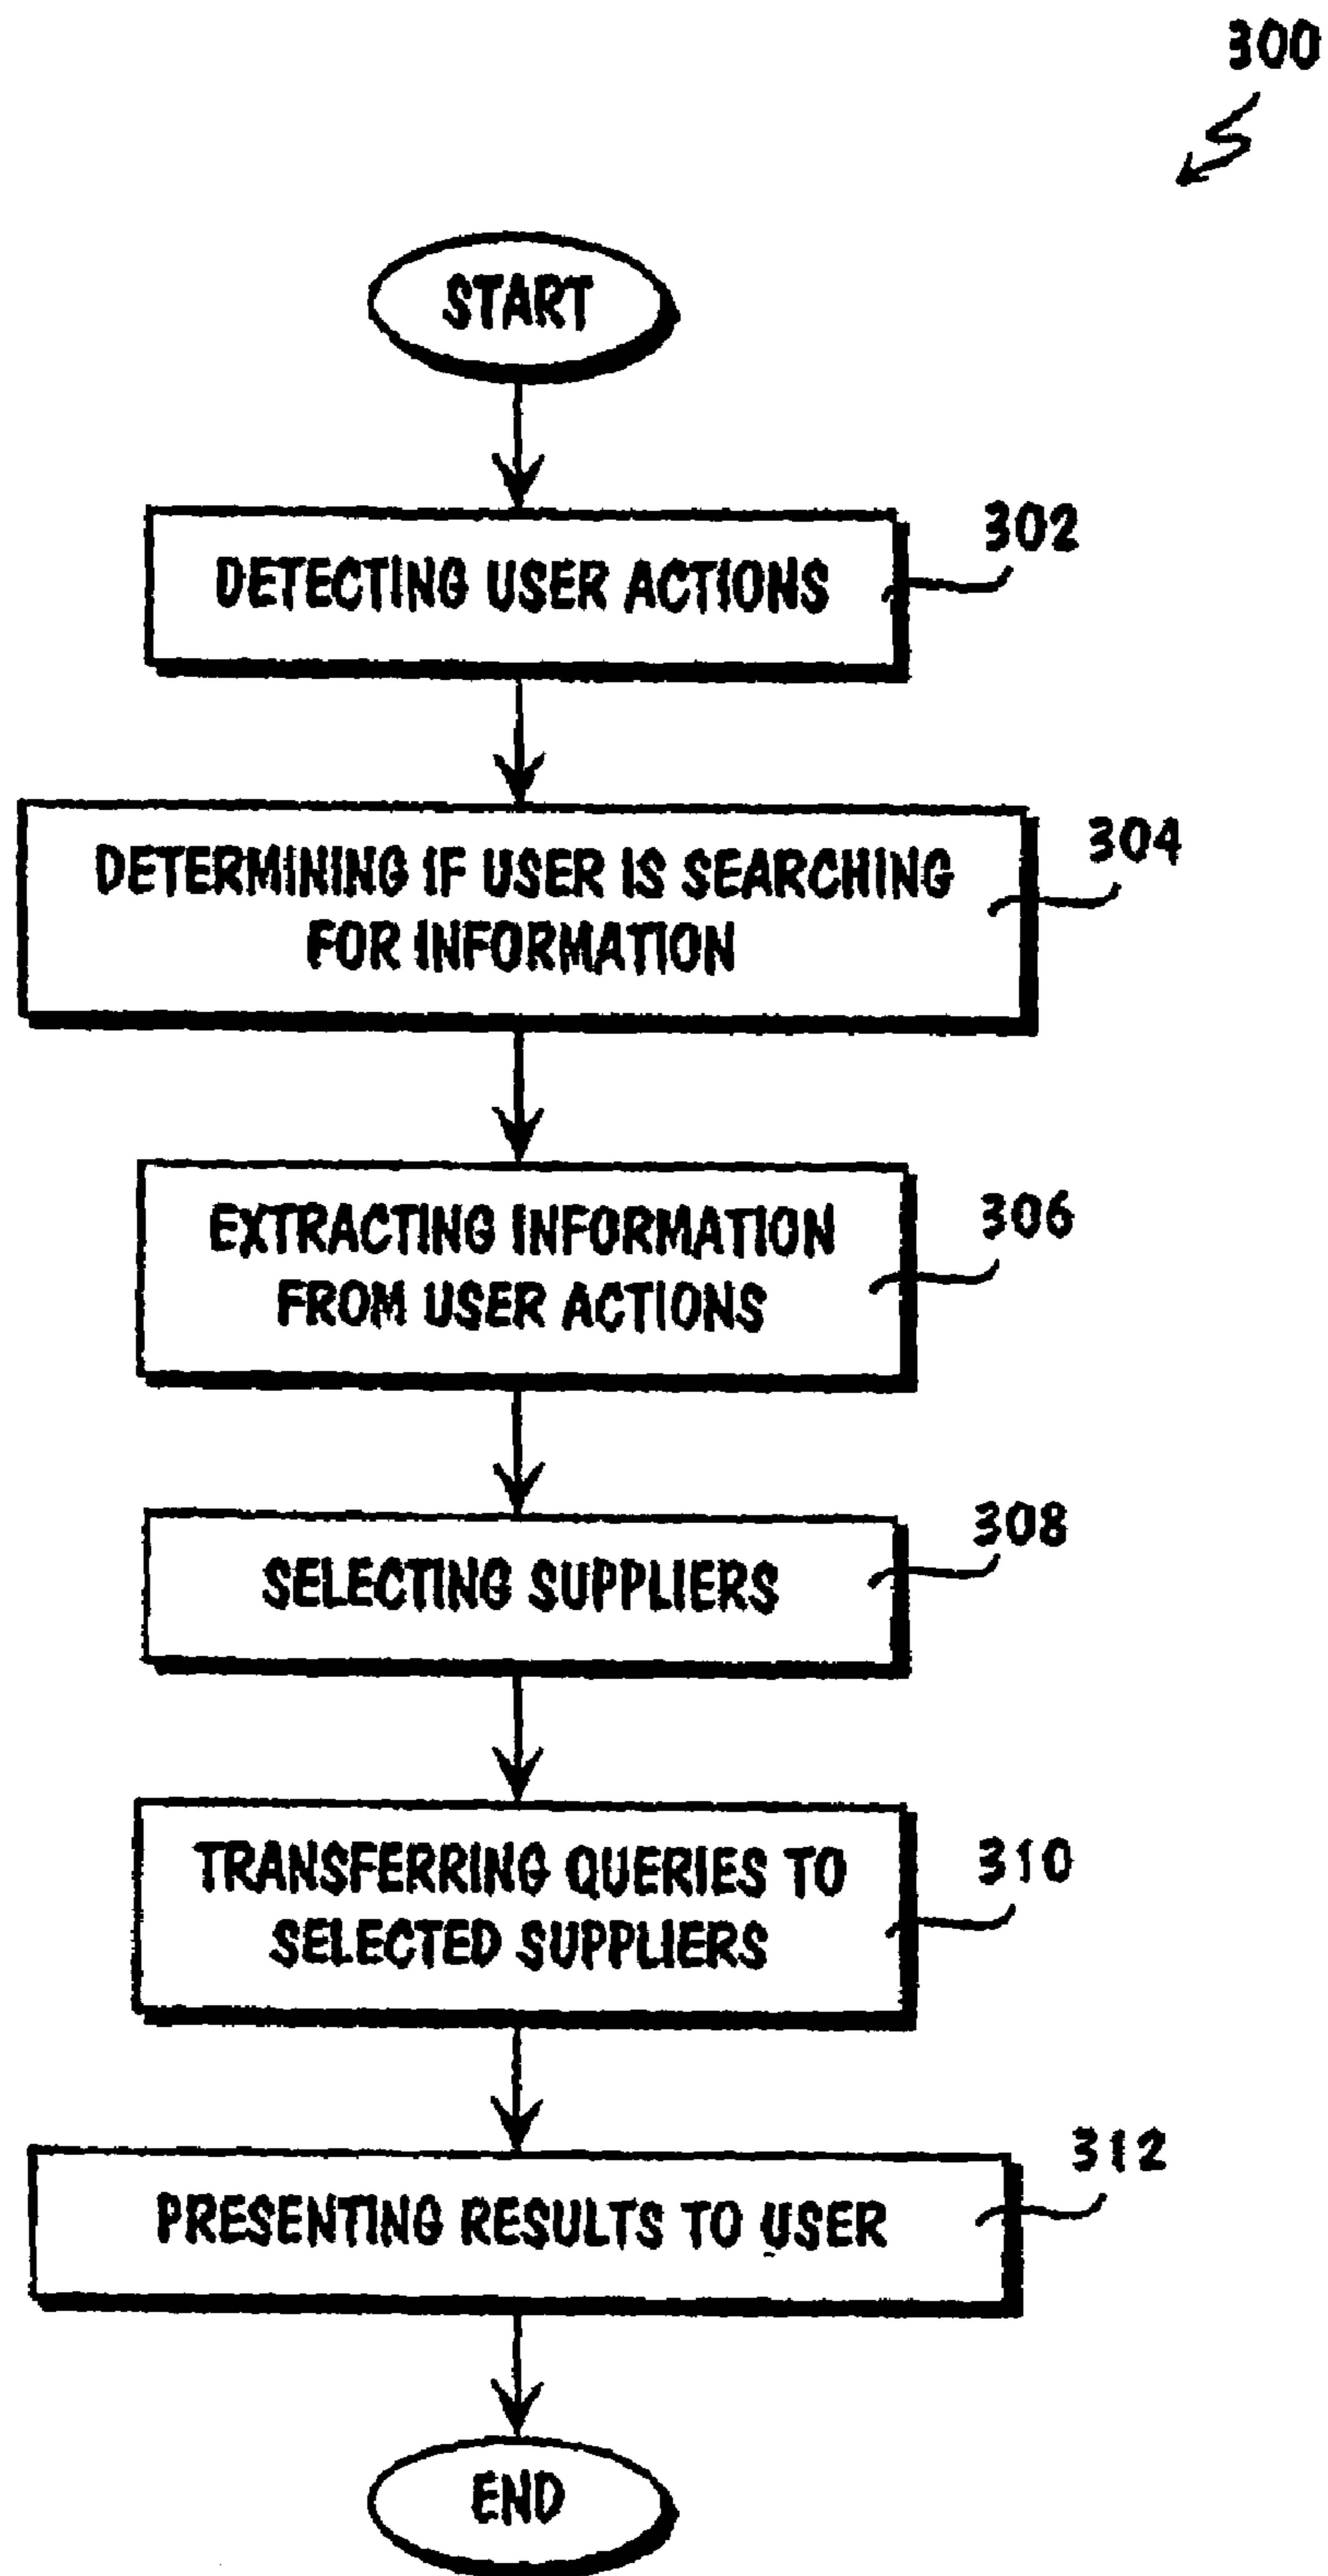 300
START
302
DETECTING USER ACTIONS
304
DETERMINING IF USER IS SEARCHING
FOR INFORMATION
306
EXTRACTING INFORMATION
FROM USER ACTIONS
308
SELECTING SUPPLIERS
310
TRANSFERRING QUERIES TO
SELECTED SUPPLIERS
312
PRESENTING RESULTS TO USER
END